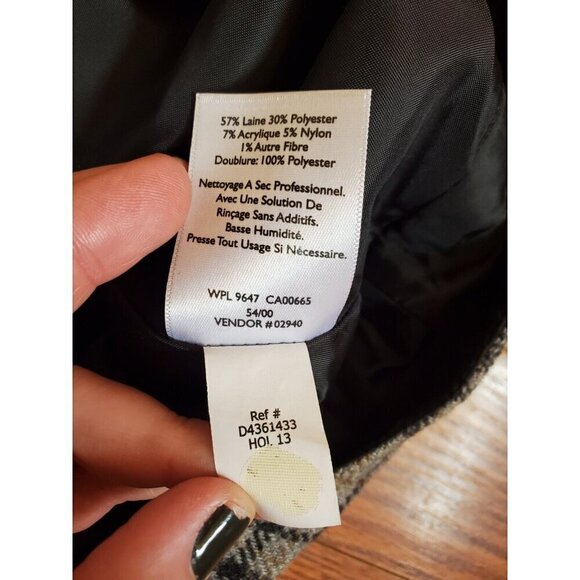 57% Laine 30% Polyester
7% Acrylique 5% Nylon
1% Autre Fibre
Doublure: 100% Polyester
Nettoyage A Sec Professionnel.
Avec Une Solution De
Rinçage Sans Additifs.
Basse Humidité.
Presse Tout Usage Si Nécessaire.
WPL 9647 CA00665
54/00
VENDOR #02940
Ref #
D4361433
HOL 13